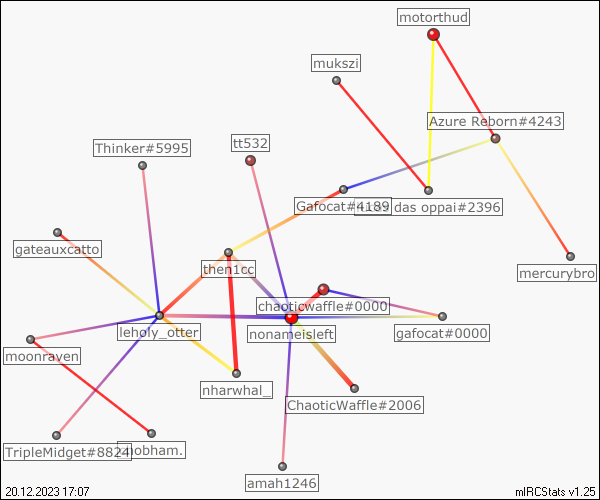 motorthud
mukszi
Azure Reborn#4243
tt532
Thinker#5995
Gafocat#4189
das oppai#2396
gateauxcatto
then1cc
mercurybro
chaoticwaffle#0000
leholy_otter
nonameisleft
gafocat#0000
moonraven
nharwhal_
ChaoticWaffle#2006
TripleMidget#8824
nobham.
amah1246
20.12.2023 17:07
mIRCStats v1.25